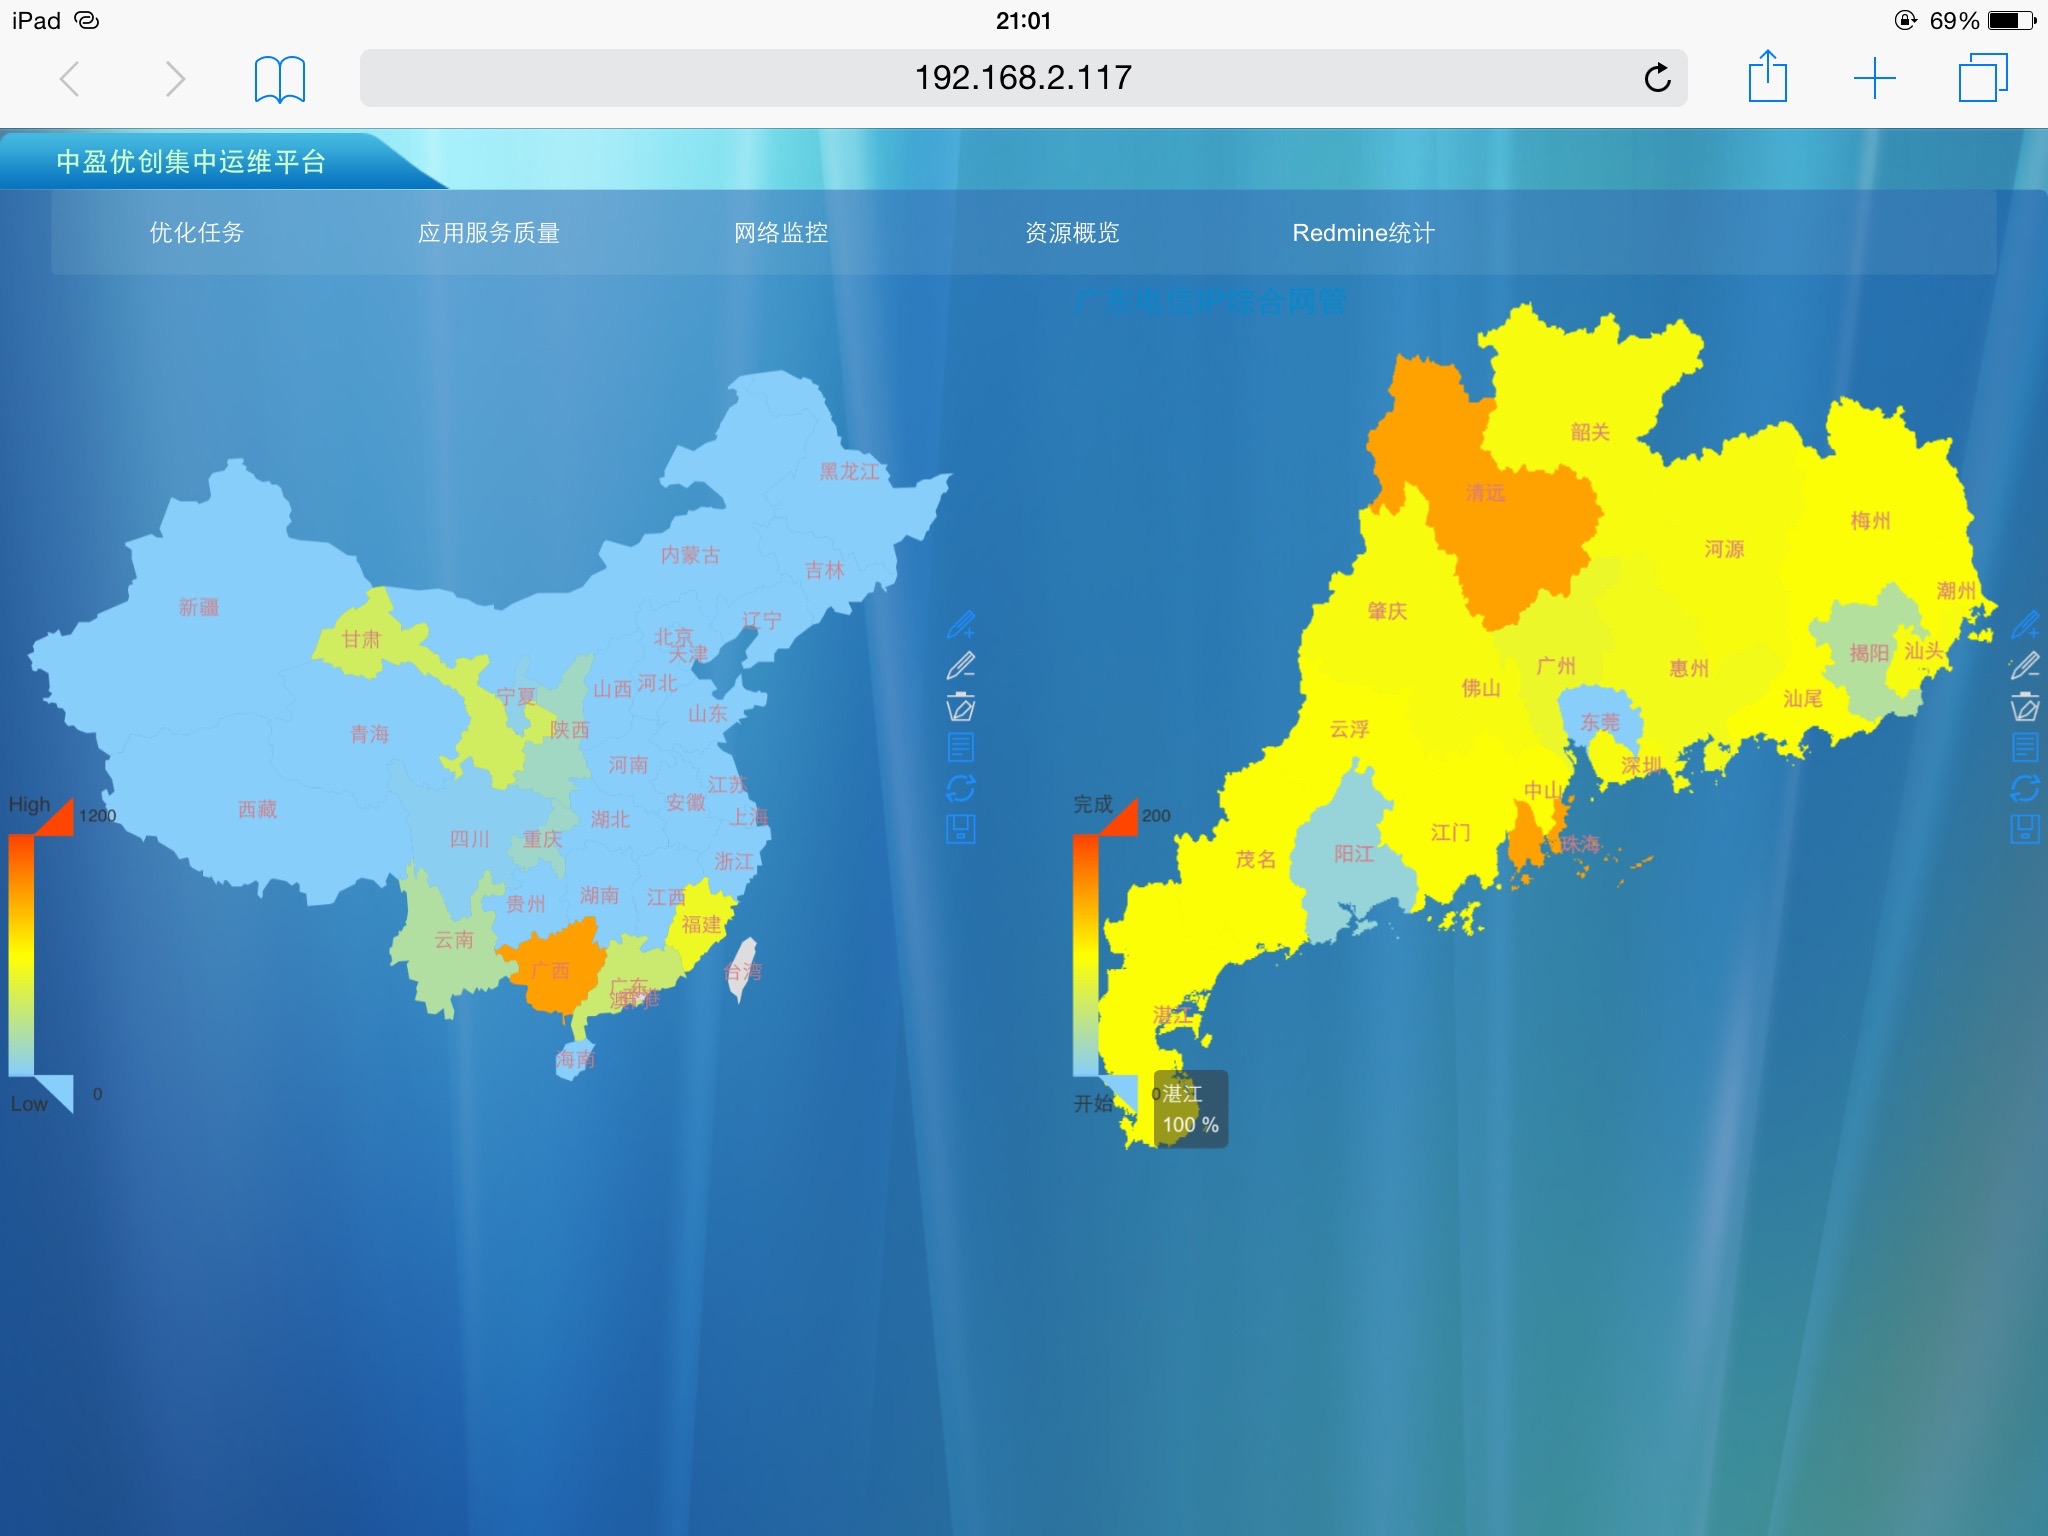 iPad
21:01
69%
192.168.2.117
中盈优创集中运维平台
优化任务
应用服务质量
网络监控
资源概览
Redmine统计
广东电信IP综合网管
黑龙江
内蒙古
吉林
新疆
辽宁
甘肃
北京
天津
宁夏
山西
河北
山东
青海
陕西
河南
江苏
安徽
上海
西藏
湖北
四川
重庆
浙江
贵州
湖南
江西
福建
云南
广西
台湾
广东
香港
澳门
海南
High
1200
Low
0
韶关
清远
梅州
河源
潮州
肇庆
揭阳
汕头
广州
惠州
佛山
汕尾
东莞
云浮
深圳
中山
江门
珠海
阳江
茂名
湛江
完成
200
开始
0
湛江
100 %